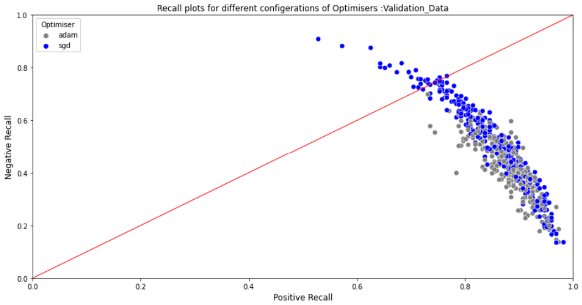 Recall plots for different configerations of Optimisers :Validation_Data
1.0
Optimiser
adam
sgd
0.8
0.6
0.4
0.2
0.0
Negative Recall
0.0 0.2 0.4 0.6 0.8 1.0
Positive Recall